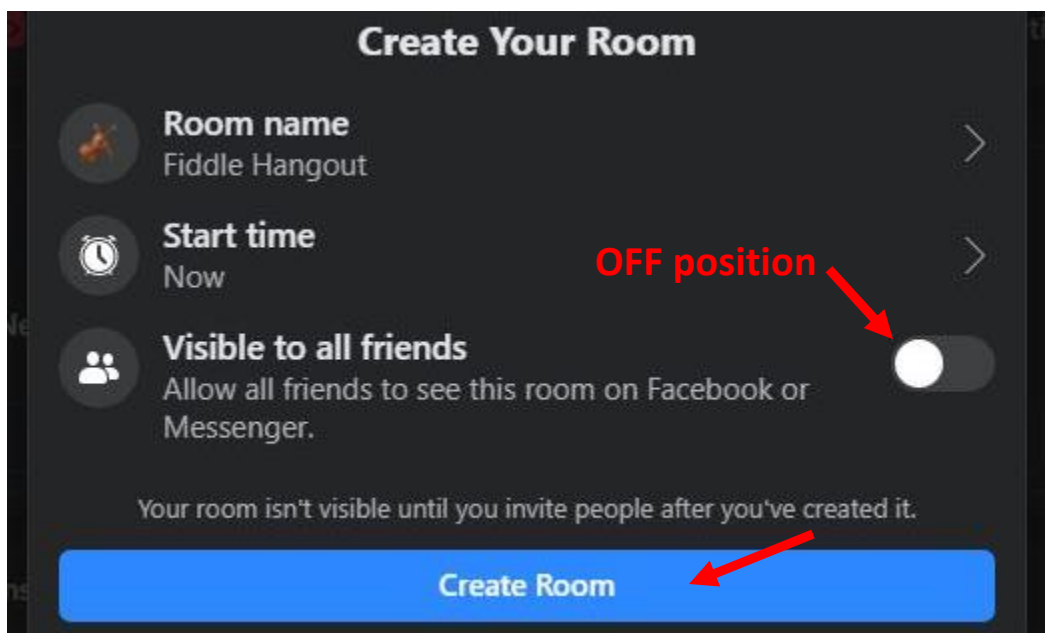 Create Your Room
Room name
Fiddle Hangout
Start time
Now
OFF position
Visible to all friends
Allow all friends to see this room on Facebook or
Messenger.
Your room isn't visible until you invite people after you've created it.
Create Room